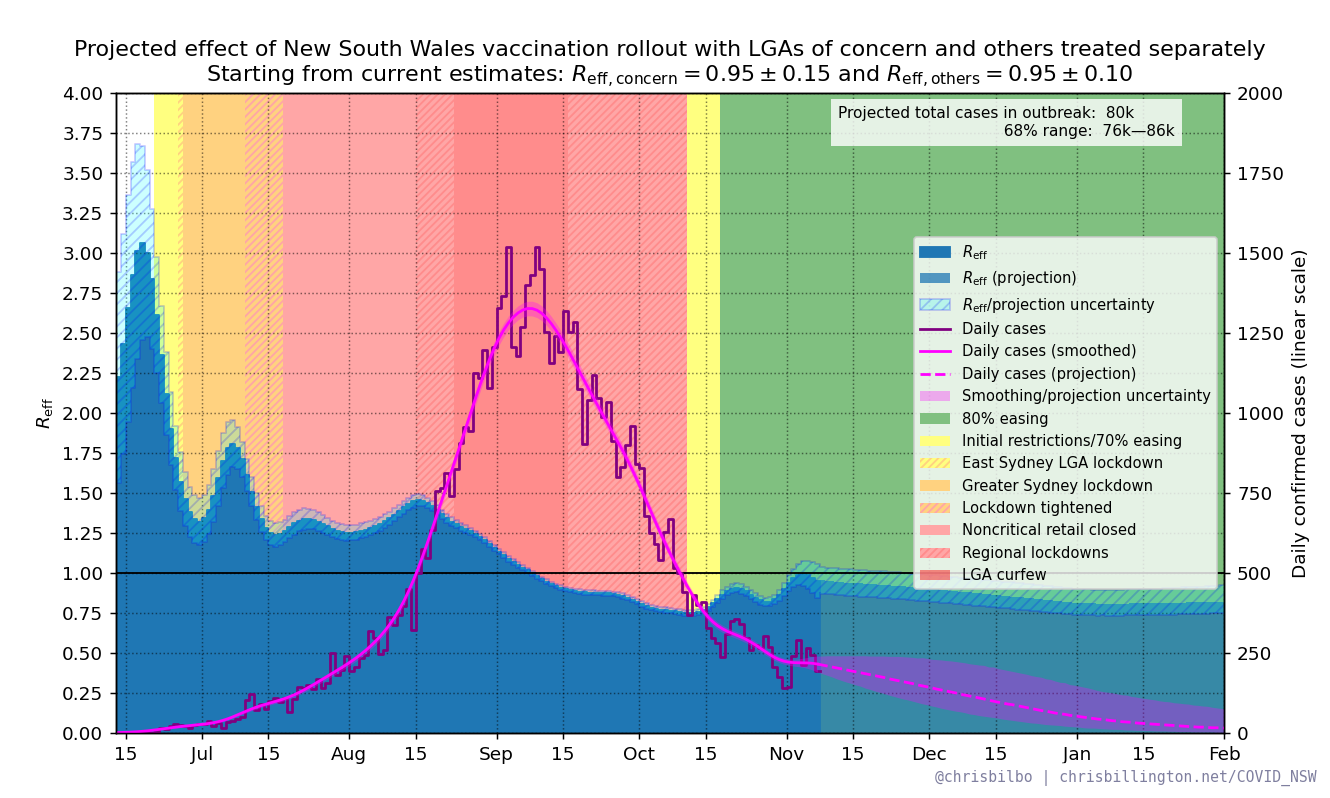 Projected effect of New South Wales vaccination rollout with LGAs of concern and others treated separately
Starting from current estimates: R_eff, concern = 0.95 ± 0.15 and R_eff, others = 0.95 ± 0.10
Projected total cases in outbreak: 80k
68% range: 76k—86k
4.00
3.75
3.50
3.25
3.00
2.75
2.50
2.25
2.00
1.75
1.50
1.25
1.00
0.75
0.50
0.25
0.00
R_eff
2000
1750
1500
1250
1000
750
500
250
0
Daily confirmed cases (linear scale)
R_eff
R_eff (projection)
R_eff/projection uncertainty
Daily cases
Daily cases (smoothed)
Daily cases (projection)
Smoothing/projection uncertainty
80% easing
Initial restrictions/70% easing
East Sydney LGA lockdown
Greater Sydney lockdown
Lockdown tightened
Noncritical retail closed
Regional lockdowns
LGA curfew
15 Jul 15 Aug 15 Sep 15 Oct 15 Nov 15 Dec 15 Jan 15 Feb
@chrisbilbo | chrisbillington.net/COVID_NSW